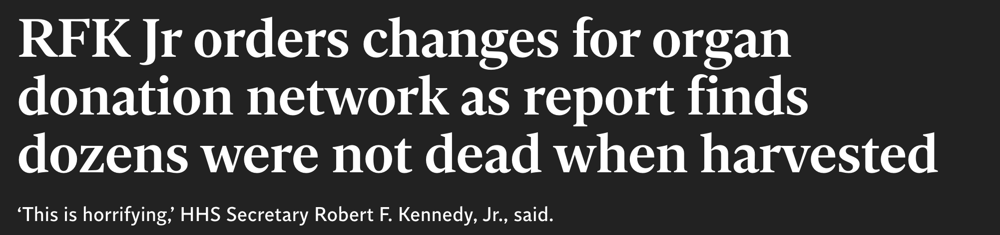 RFK Jr orders changes for organ
donation network as report finds
dozens were not dead when harvested
‘This is horrifying,’ HHS Secretary Robert F. Kennedy, Jr., said.